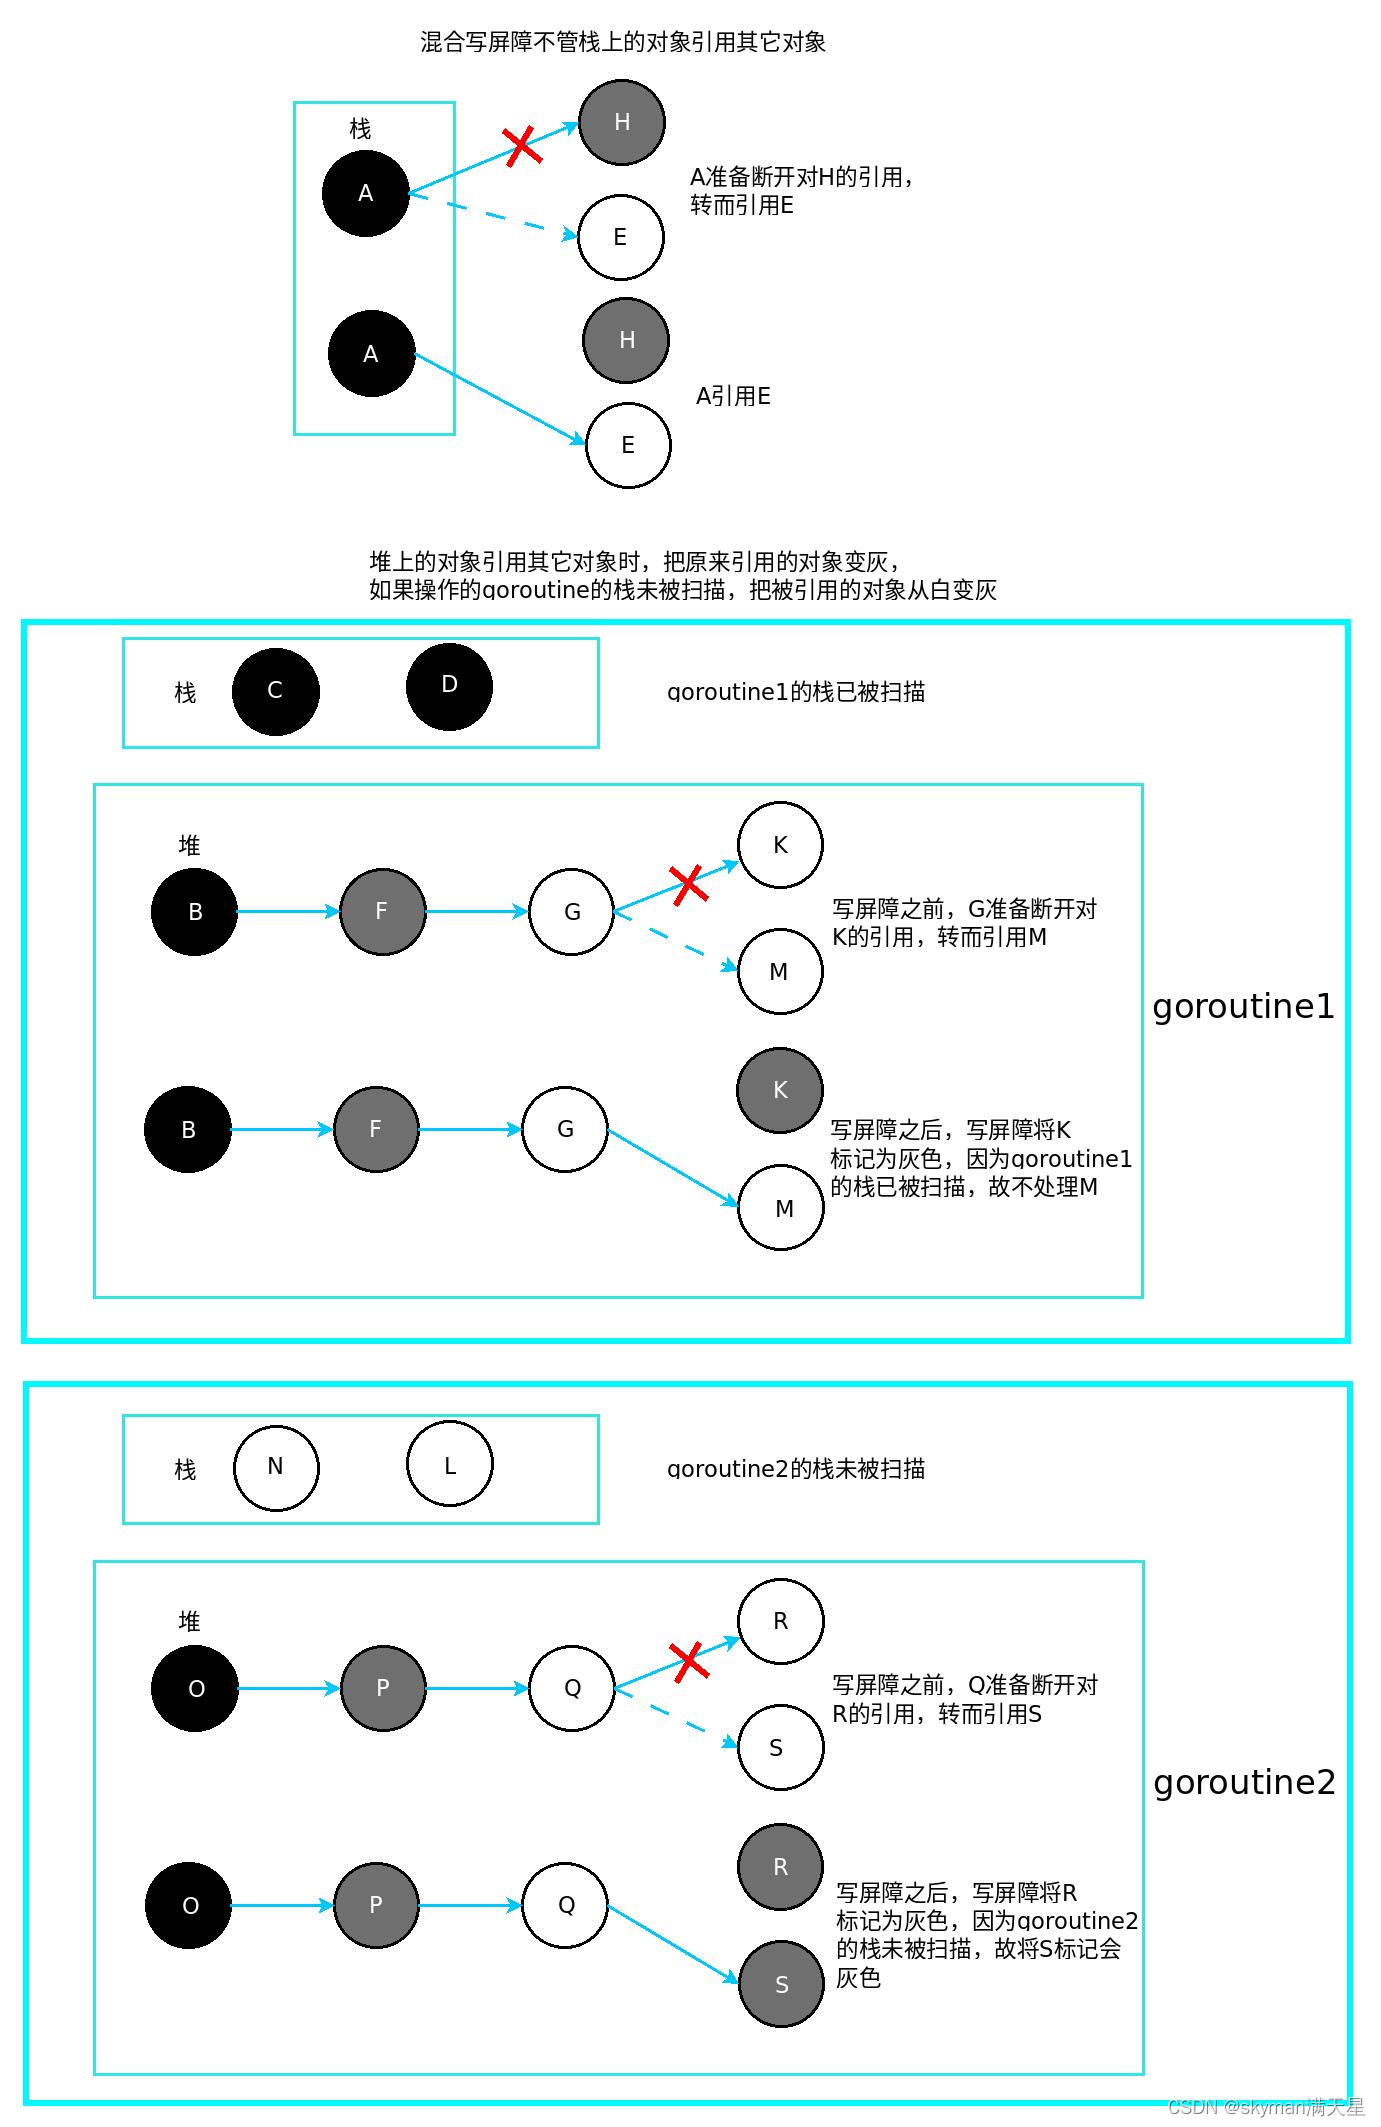 混合写屏障不管栈上的对象引用其它对象
栈
H
A
A准备断开对H的引用，
转而引用E
E
H
A
A引用E
E
堆上的对象引用其它对象时，把原来引用的对象变灰，
如果操作的goroutine的栈未被扫描，把被引用的对象从白变灰
栈
C
D
goroutine1的栈已被扫描
堆
K
B
F
G
写屏障之前，G准备断开对
K的引用，转而引用M
M
goroutine1
K
B
F
G
写屏障之后，写屏障将K
标记为灰色，因为goroutine1
的栈已被扫描，故不处理M
M
栈
N
L
goroutine2的栈未被扫描
堆
R
O
P
Q
写屏障之前，Q准备断开对
R的引用，转而引用S
S
goroutine2
R
O
P
Q
写屏障之后，写屏障将R
标记为灰色，因为goroutine2
的栈未被扫描，故将S标记会
灰色
S
CSDN @skyman满天星